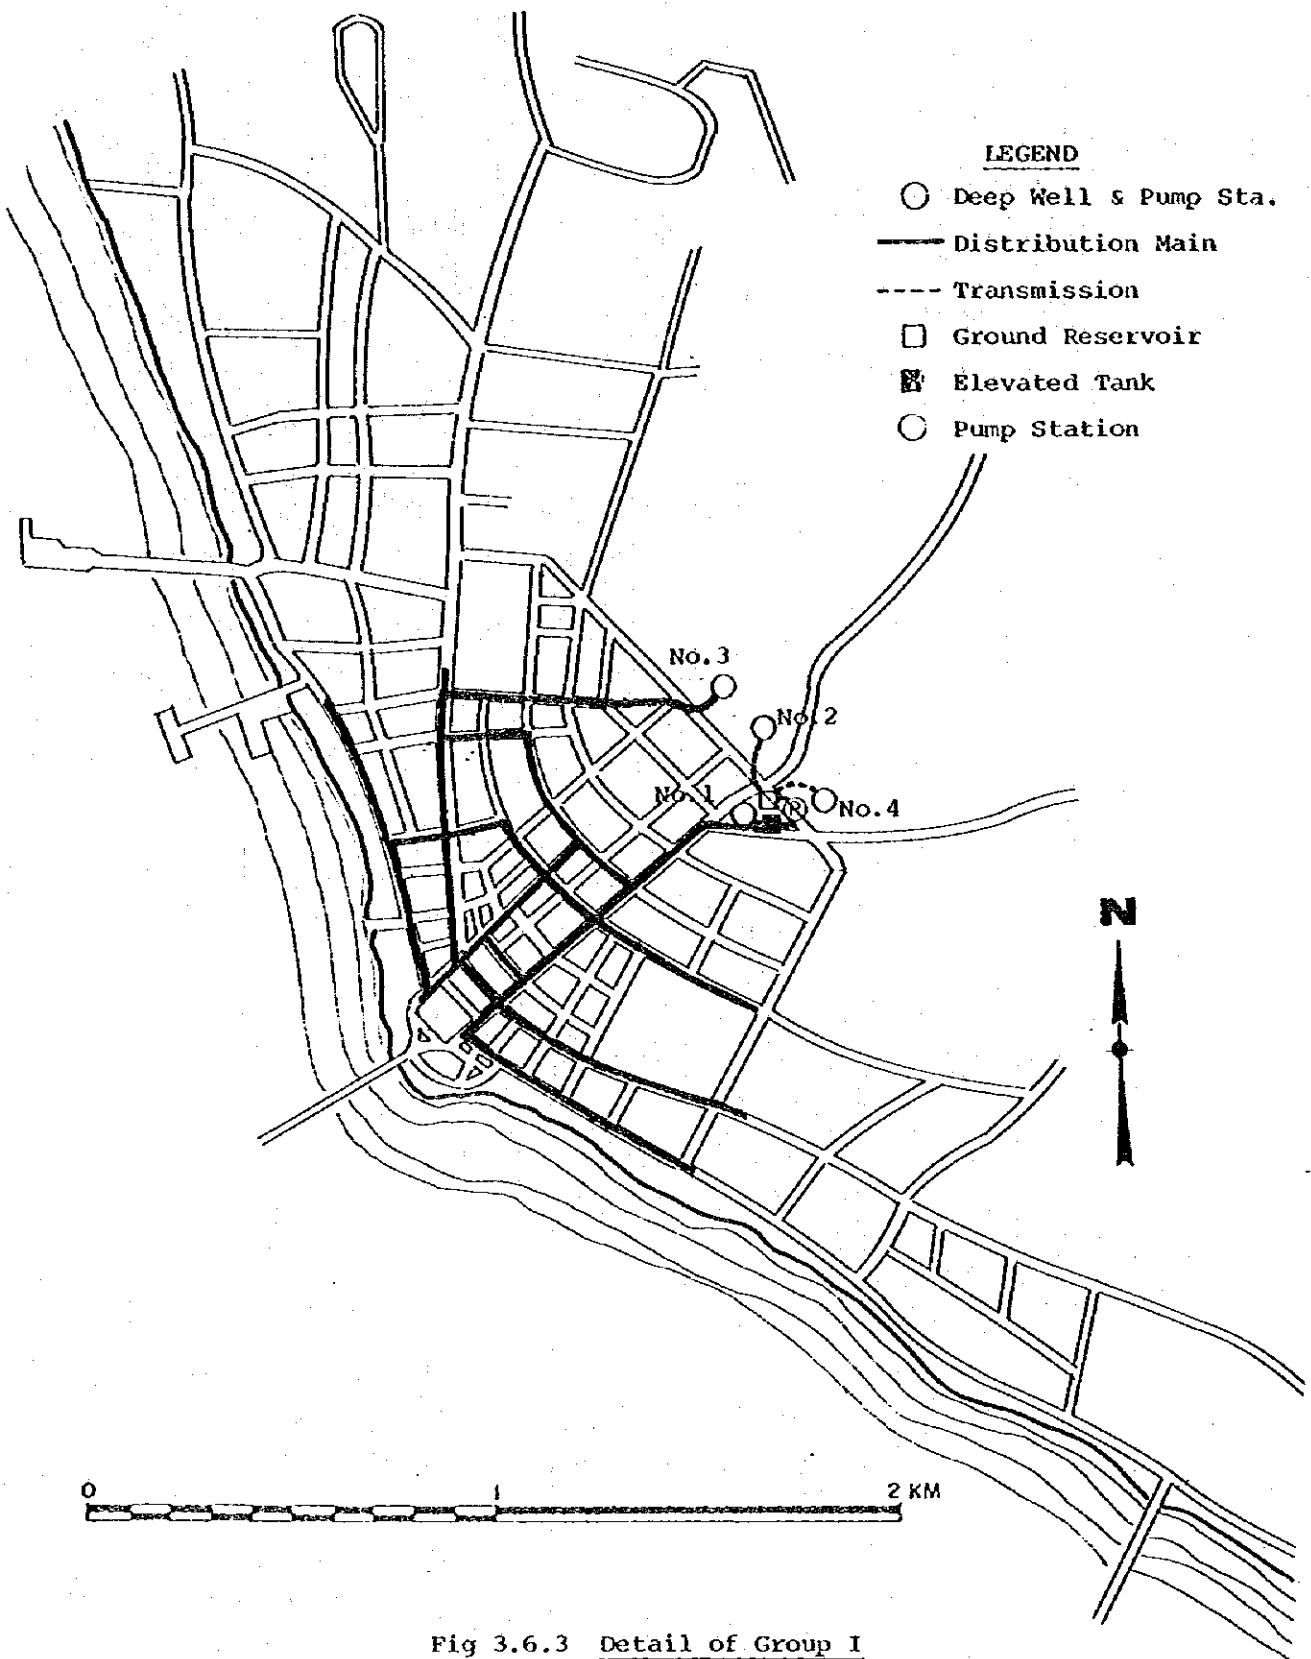 LEGEND
Deep Well & Pump Sta.
Distribution Main
Transmission
Ground Reservoir
Elevated Tank
Pump Station
No.3
No.2
No.1
P
No.4
N
0 1 2 KM
Fig 3.6.3 Detail of Group I